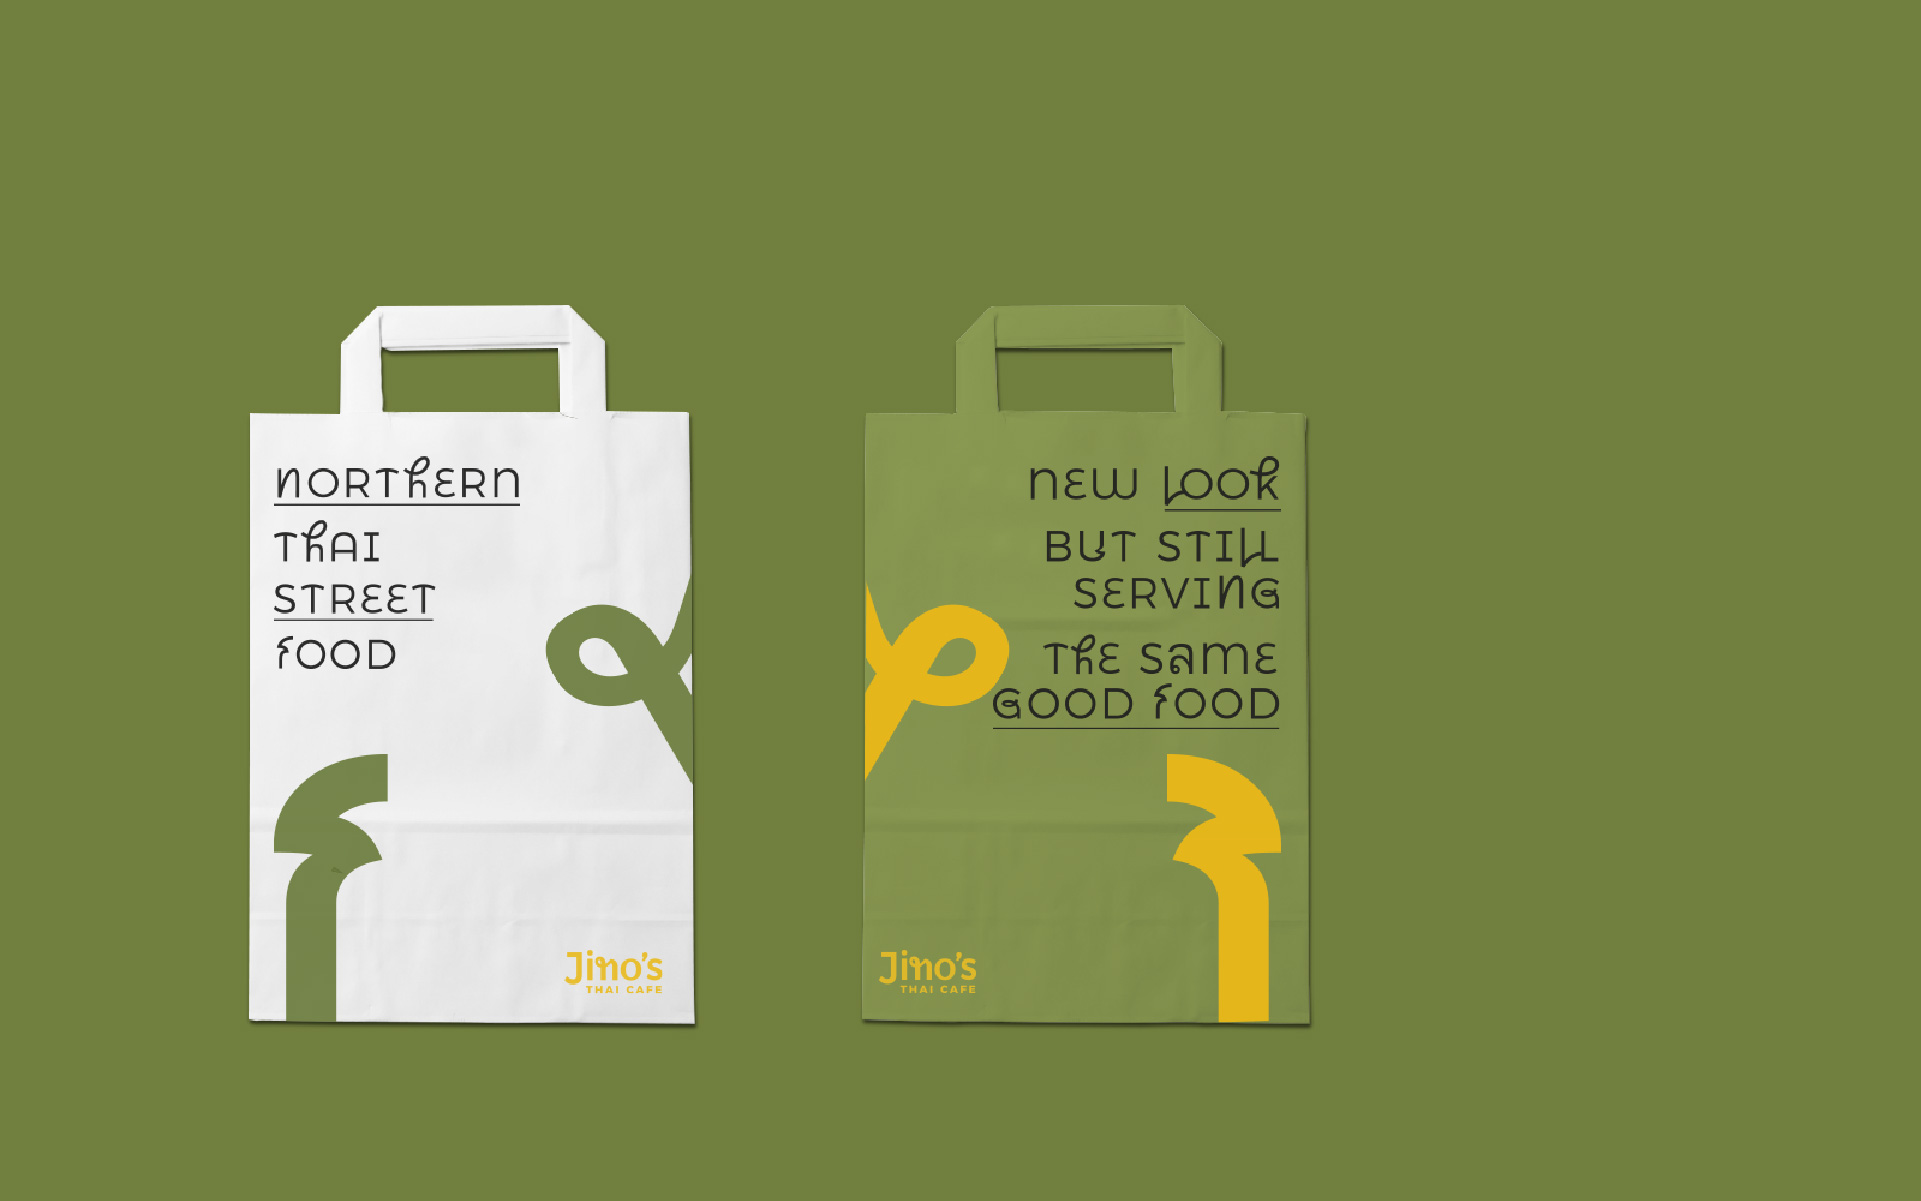 NORTHERN
THAI
STREET
FOOD
Jino's
THAI CAFE
NEW LOOK
BUT STILL
SERVING
THE SAME
GOOD FOOD
Jino's
THAI CAFE